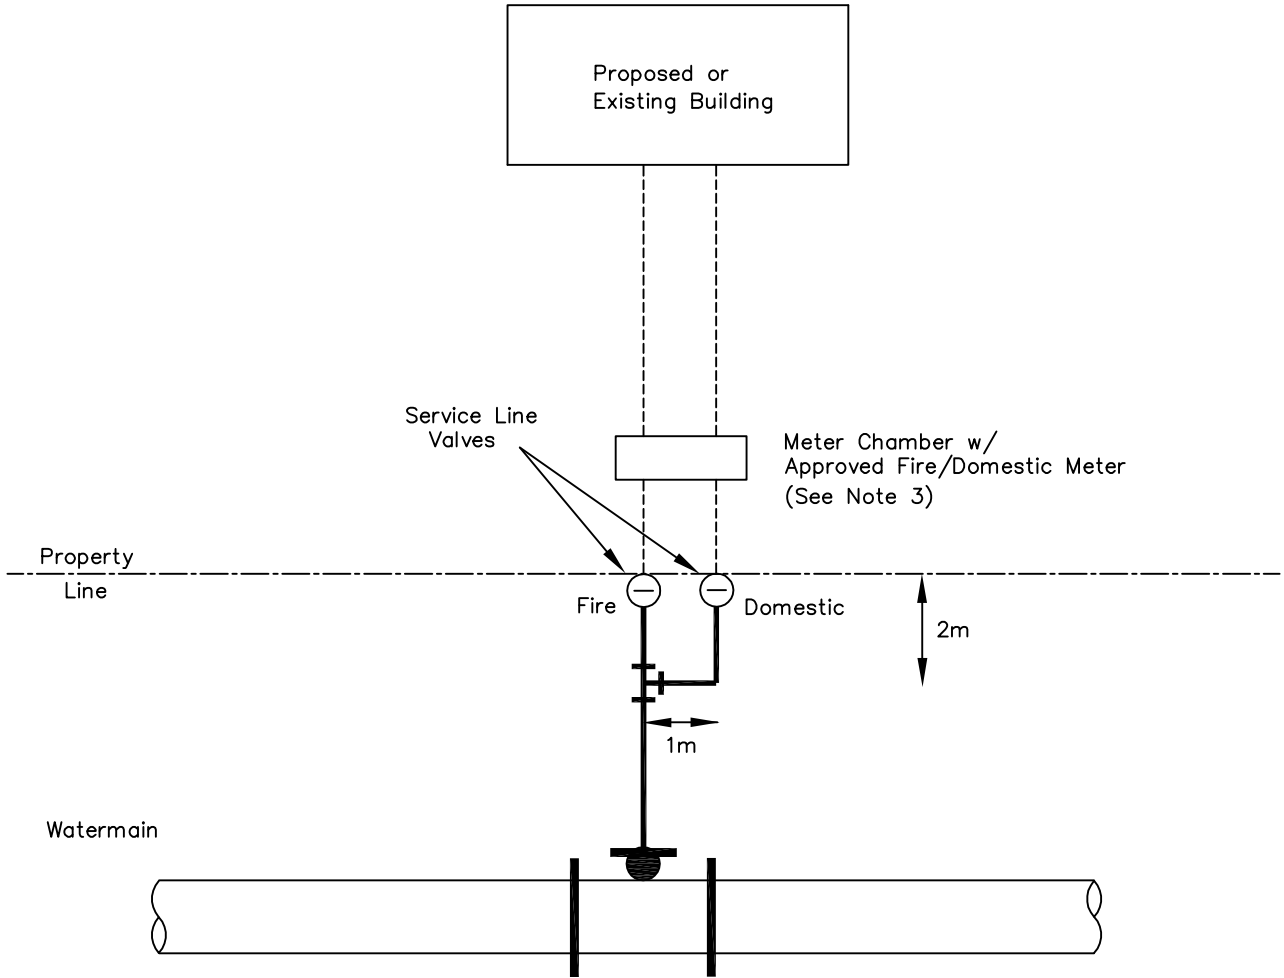 Proposed or
Existing Building
Service Line
Valves
Meter Chamber w/
Approved Fire/Domestic Meter
(See Note 3)
Property
Line
Fire
Domestic
2m
1m
Watermain